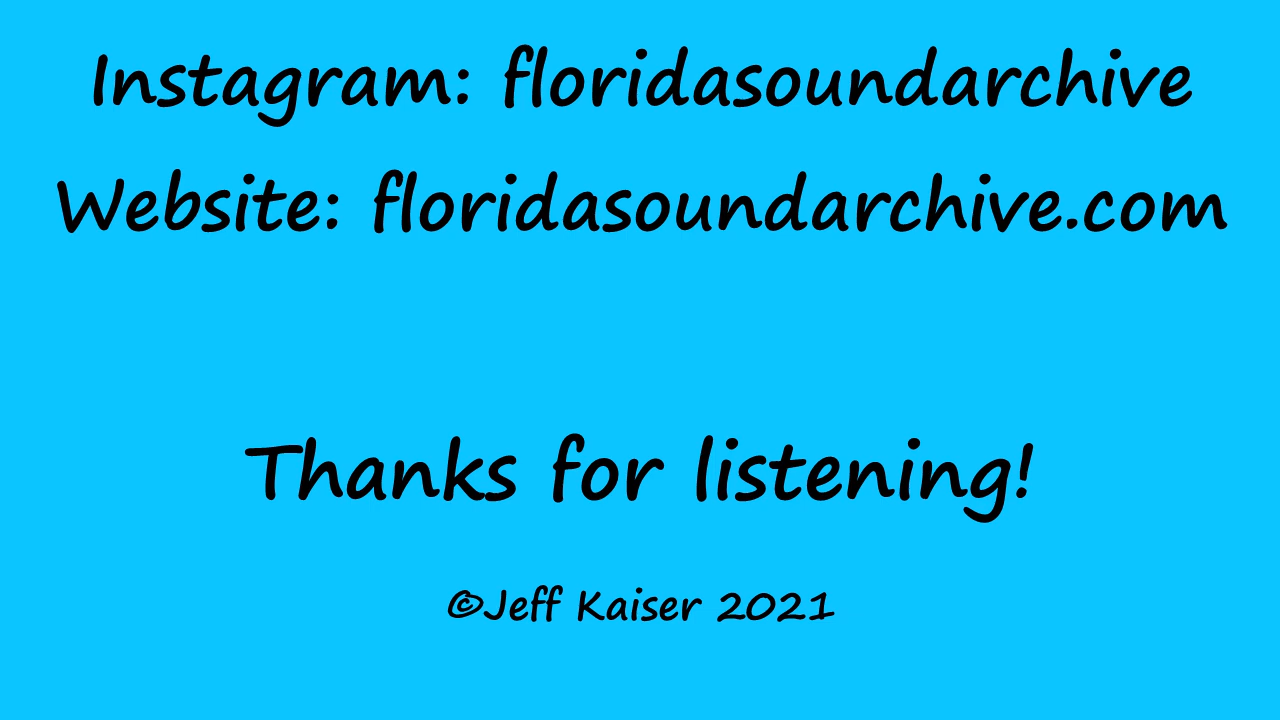 Instagram: floridasoundarchive
Website: floridasoundarchive.com
Thanks for listening!
©Jeff Kaiser 2021